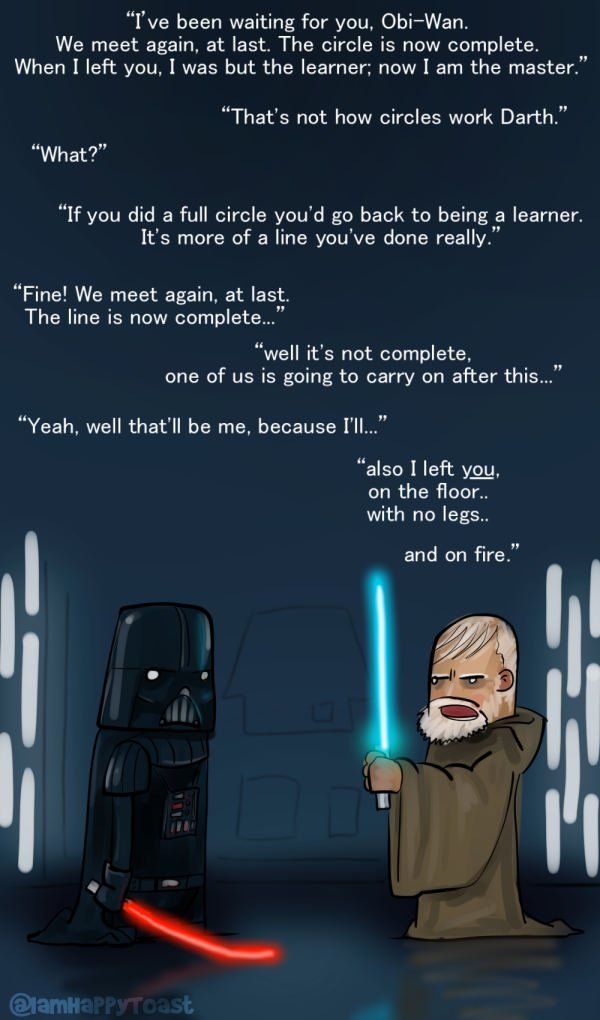 “I’ve been waiting for you, Obi-Wan.
We meet again, at last. The circle is now complete.
When I left you, I was but the learner; now I am the master.”
“That’s not how circles work Darth.”
“What?”
“If you did a full circle you’d go back to being a learner.
It’s more of a line you’ve done really.”
“Fine! We meet again, at last.
The line is now complete...”
“well it’s not complete,
one of us is going to carry on after this...”
“Yeah, well that’ll be me, because I’ll...”
“also I left you,
on the floor..
with no legs..
and on fire.”
@IamHaPPyToast